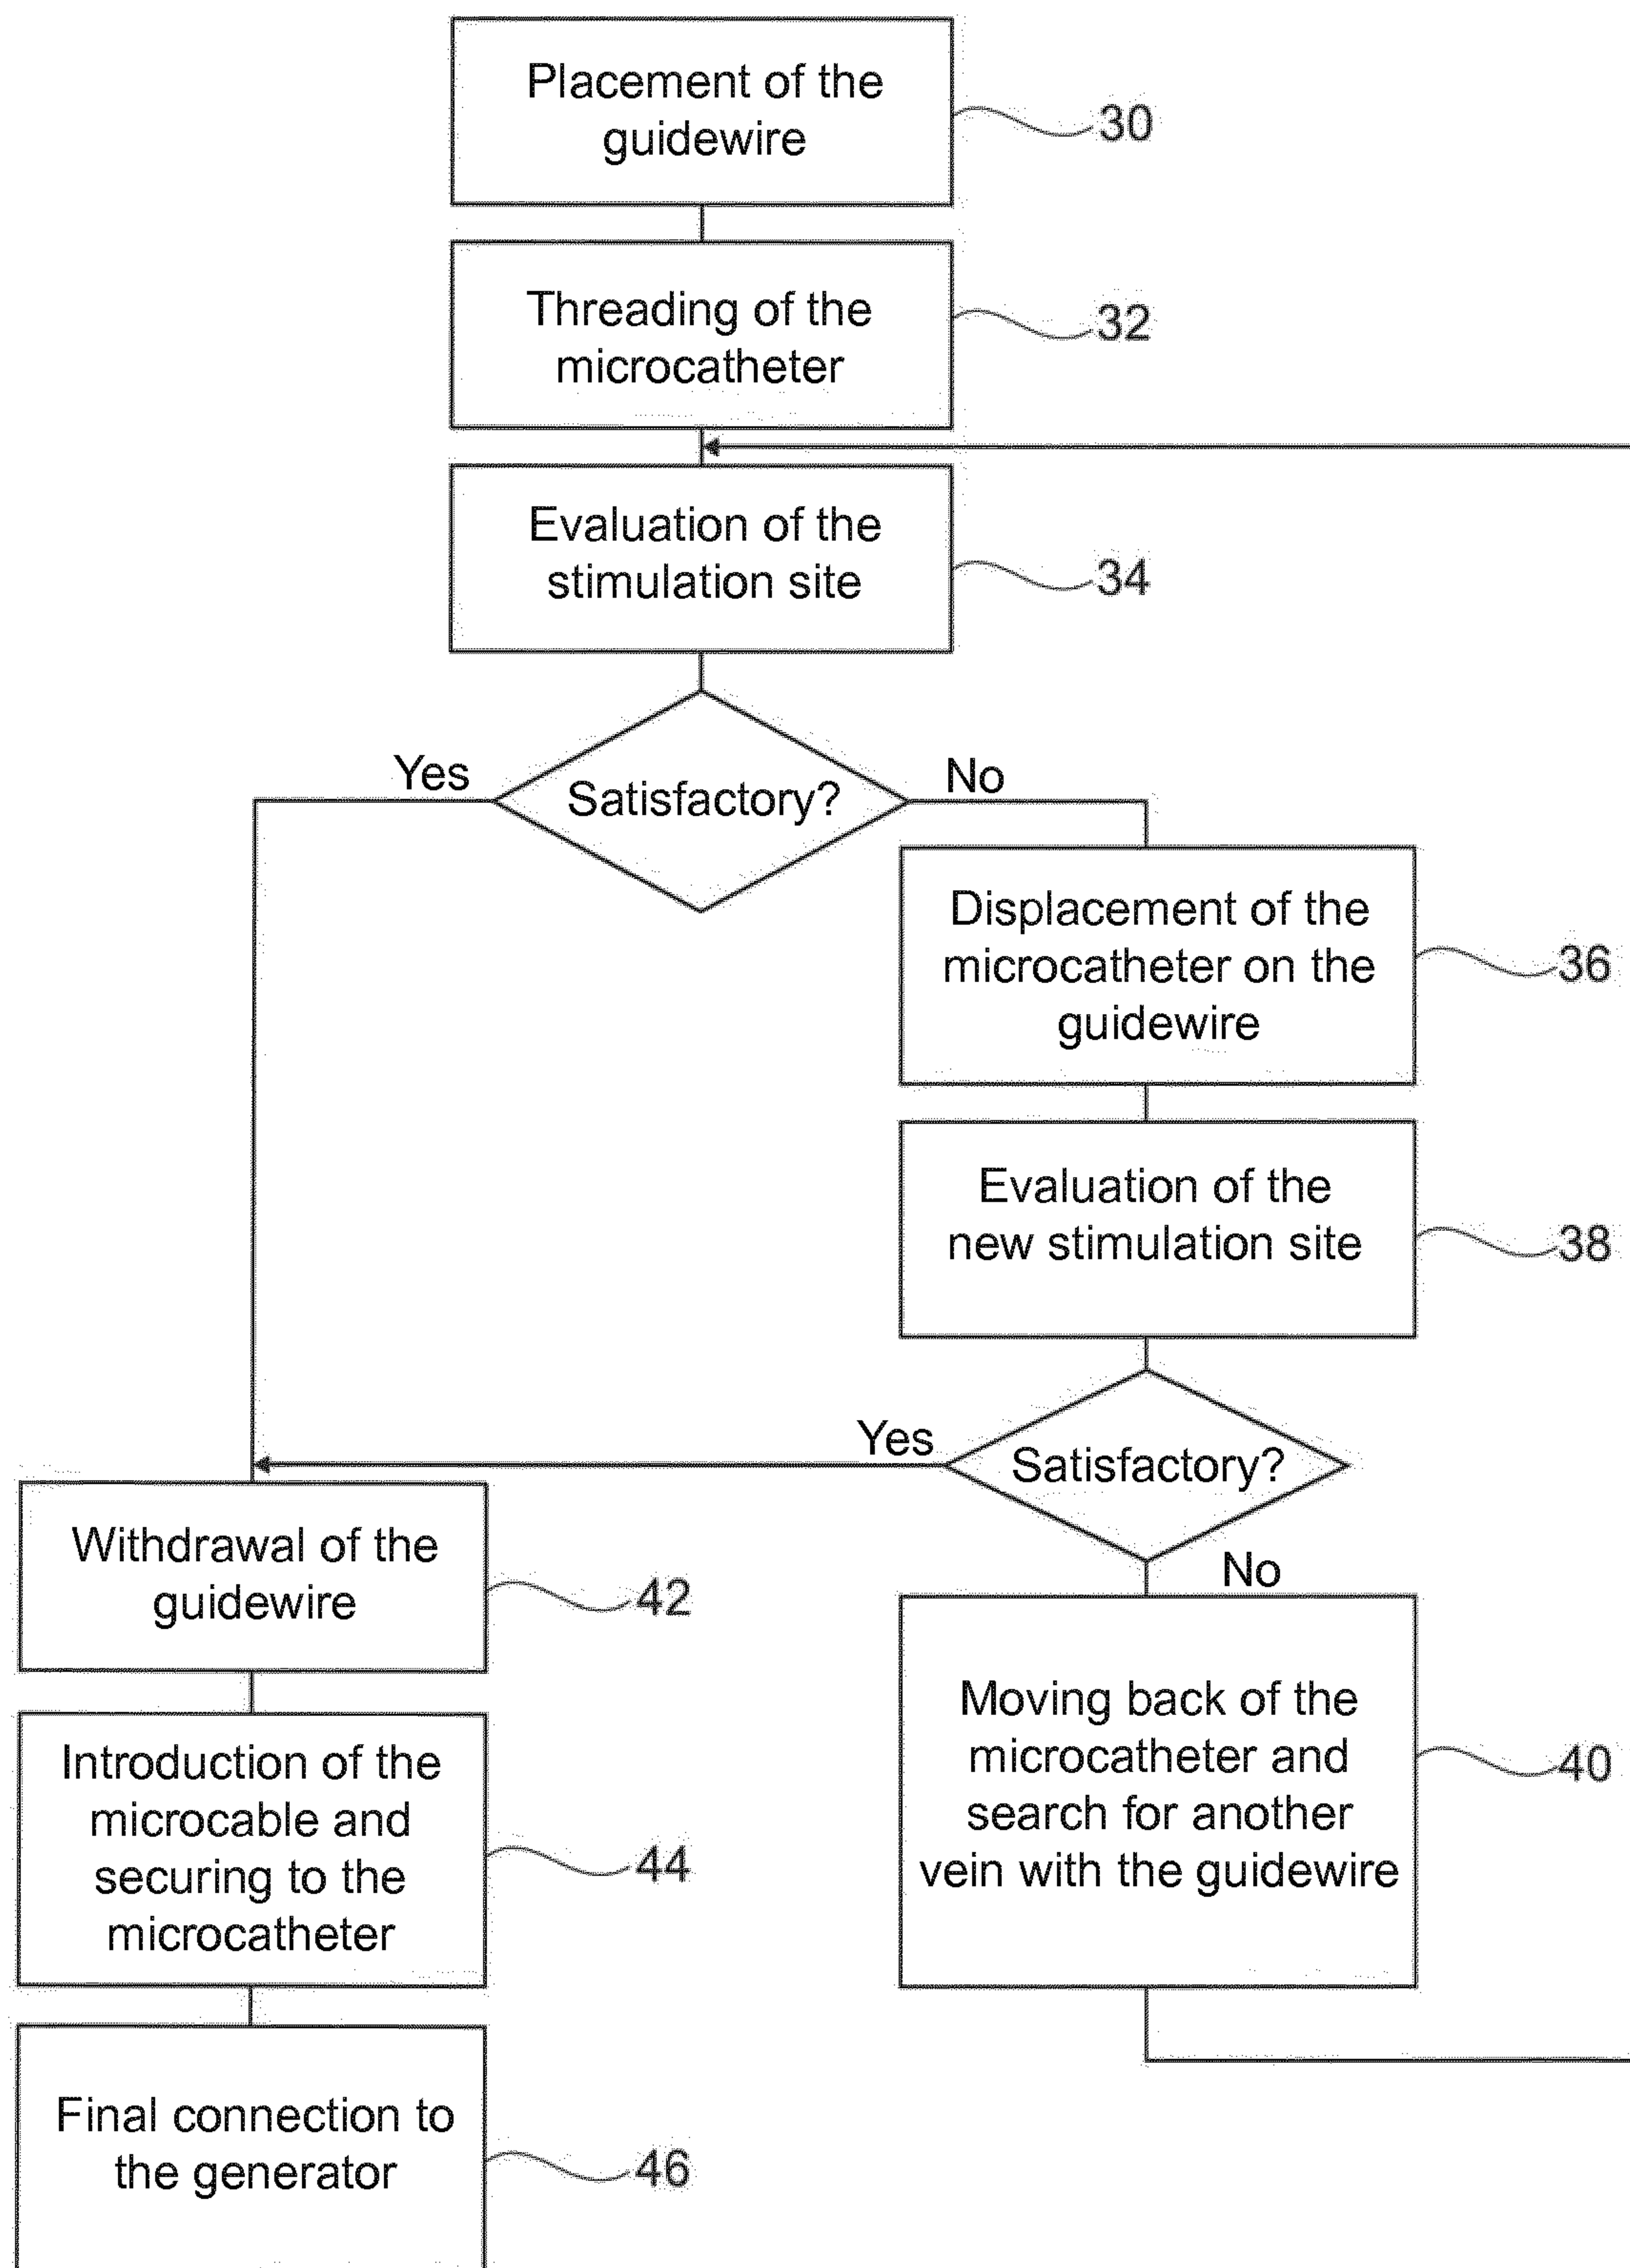 Placement of the
guidewire
30
Threading of the
microcatheter
32
Evaluation of the
stimulation site
34
Yes
Satisfactory?
No
Displacement of the
microcatheter on the
guidewire
36
Evaluation of the
new stimulation site
38
Yes
Satisfactory?
No
Withdrawal of the
guidewire
42
Moving back of the
microcatheter and
search for another
vein with the guidewire
40
Introduction of the
microcable and
securing to the
microcatheter
44
Final connection to
the generator
46